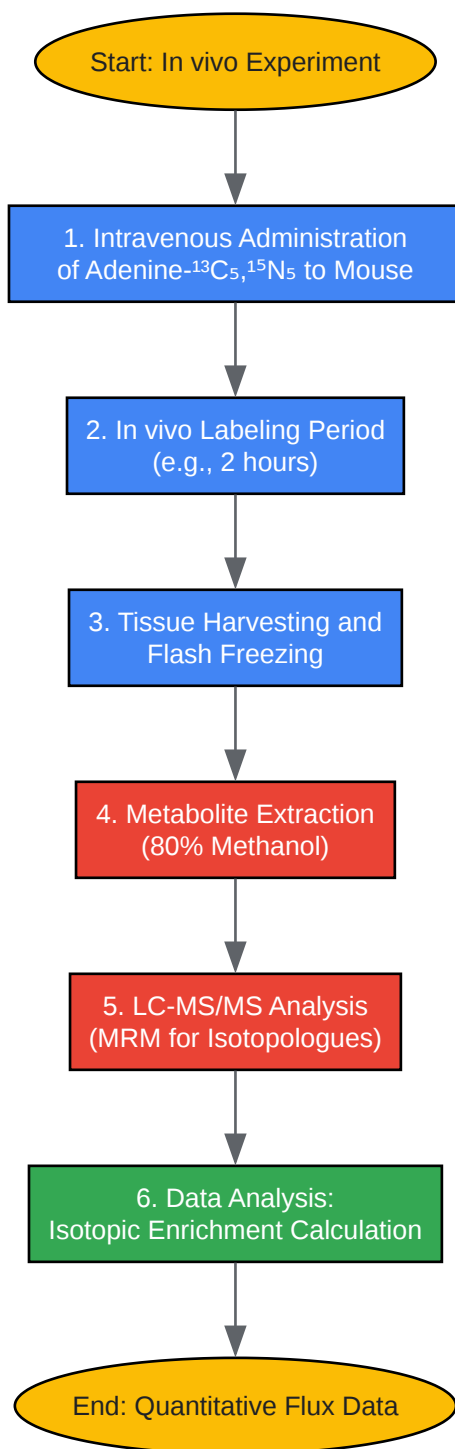 Start: In vivo Experiment
1. Intravenous Administration
of Adenine-¹³C₅,¹⁵N₅ to Mouse
2. In vivo Labeling Period
(e.g., 2 hours)
3. Tissue Harvesting and
Flash Freezing
4. Metabolite Extraction
(80% Methanol)
5. LC-MS/MS Analysis
(MRM for Isotopologues)
6. Data Analysis:
Isotopic Enrichment Calculation
End: Quantitative Flux Data